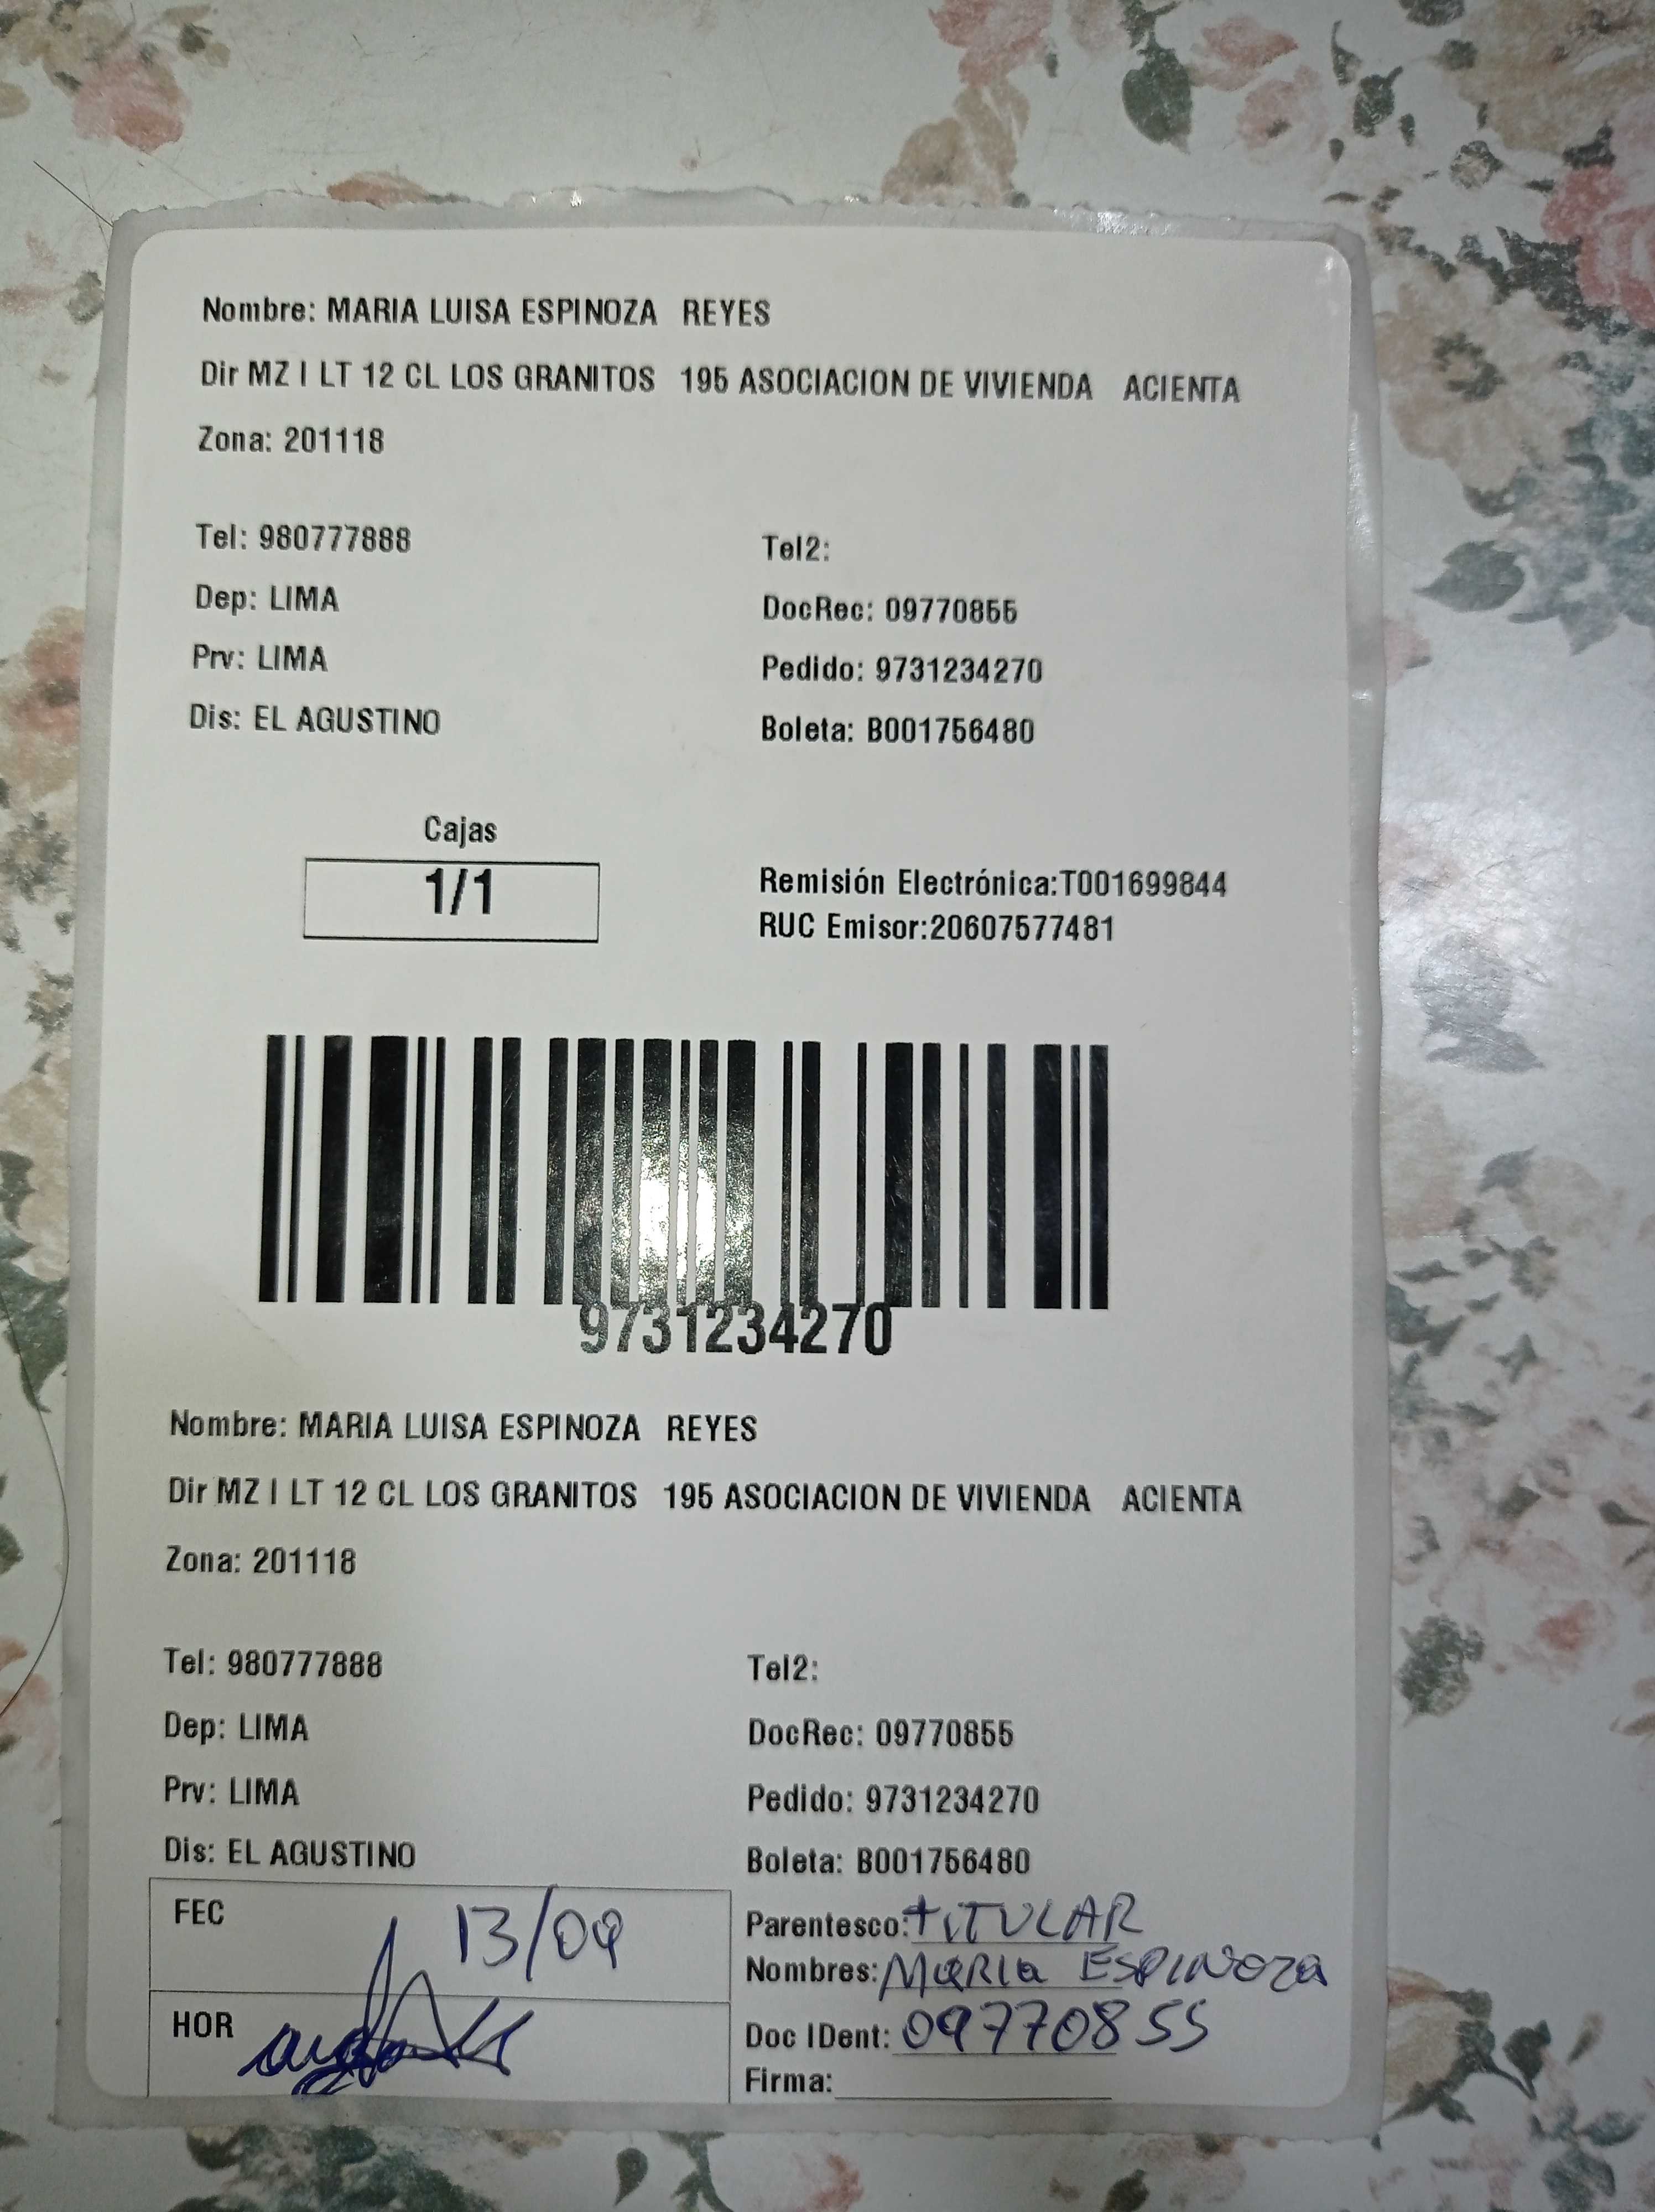 Nombre: MARIA LUISA ESPINOZA REYES
Dir MZ I LT 12 CL LOS GRANITOS 195 ASOCIACION DE VIVIENDA ACIENTA
Zona: 201118
Tel: 980777888 Tel2:
Dep: LIMA DocRec: 09770855
Prv: LIMA Pedido: 9731234270
Dis: EL AGUSTINO Boleta: B001756480
Cajas
1/1
Remisión Electrónica:T001699844
RUC Emisor:20607577481
9731234270
Nombre: MARIA LUISA ESPINOZA REYES
Dir MZ I LT 12 CL LOS GRANITOS 195 ASOCIACION DE VIVIENDA ACIENTA
Zona: 201118
Tel: 980777888 Tel2:
Dep: LIMA DocRec: 09770855
Prv: LIMA Pedido: 9731234270
Dis: EL AGUSTINO Boleta: B001756480
FEC 13/09
HOR
Parentesco: TITULAR
Nombres: MARIA ESPINOZA
Doc IDent: 09770855
Firma: